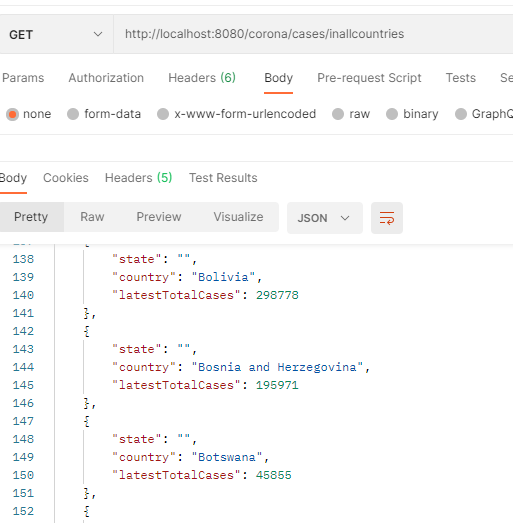 GET http://localhost:8080/corona/cases/inallcountries
Params Authorization Headers (6) Body Pre-request Script Tests Se
none form-data x-www-form-urlencoded raw binary GraphQ
Body Cookies Headers (5) Test Results
Pretty Raw Preview Visualize JSON
137 {
138 "state": "",
139 "country": "Bolivia",
140 "latestTotalCases": 298778
141 },
142 {
143 "state": "",
144 "country": "Bosnia and Herzegovina",
145 "latestTotalCases": 195971
146 },
147 {
148 "state": "",
149 "country": "Botswana",
150 "latestTotalCases": 45855
151 },
152 {